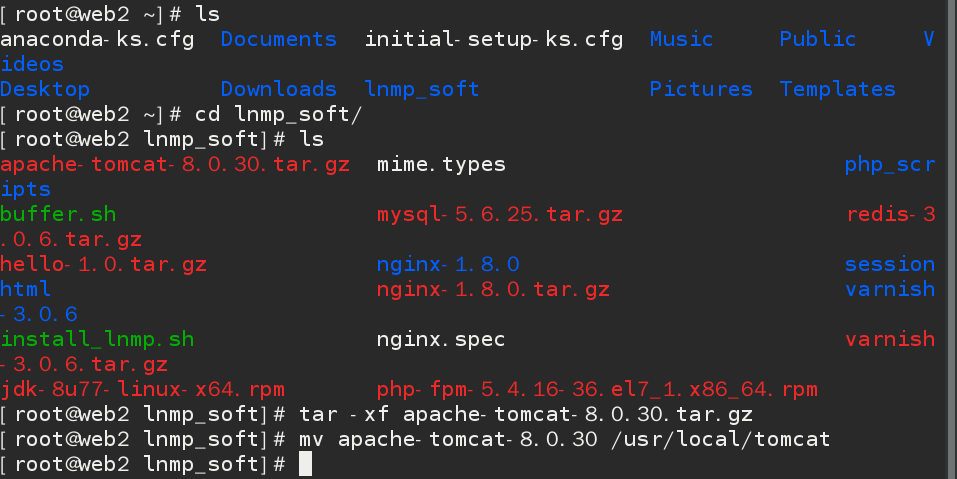 [root@web2 ~]# ls
anaconda-ks.cfg  Documents  initial-setup-ks.cfg  Music     Public     V
ideos
Desktop          Downloads  lnmp_soft             Pictures  Templates
[root@web2 ~]# cd lnmp_soft/
[root@web2 lnmp_soft]# ls
apache-tomcat-8.0.30.tar.gz  mime.types                           php_scr
ipts
buffer.sh                    mysql-5.6.25.tar.gz                  redis-3
.0.6.tar.gz
hello-1.0.tar.gz             nginx-1.8.0                          session
html                         nginx-1.8.0.tar.gz                   varnish
-3.0.6
install_lnmp.sh              nginx.spec                           varnish
-3.0.6.tar.gz
jdk-8u77-linux-x64.rpm       php-fpm-5.4.16-36.el7_1.x86_64.rpm
[root@web2 lnmp_soft]# tar -xf apache-tomcat-8.0.30.tar.gz
[root@web2 lnmp_soft]# mv apache-tomcat-8.0.30 /usr/local/tomcat
[root@web2 lnmp_soft]#